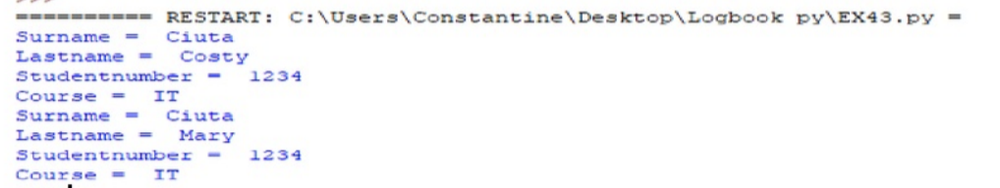 >>>
========== RESTART: C:\Users\Constantine\Desktop\Logbook py\EX43.py =
Surname =  Ciuta
Lastname =  Costy
Studentnumber =  1234
Course =  IT
Surname =  Ciuta
Lastname =  Mary
Studentnumber =  1234
Course =  IT